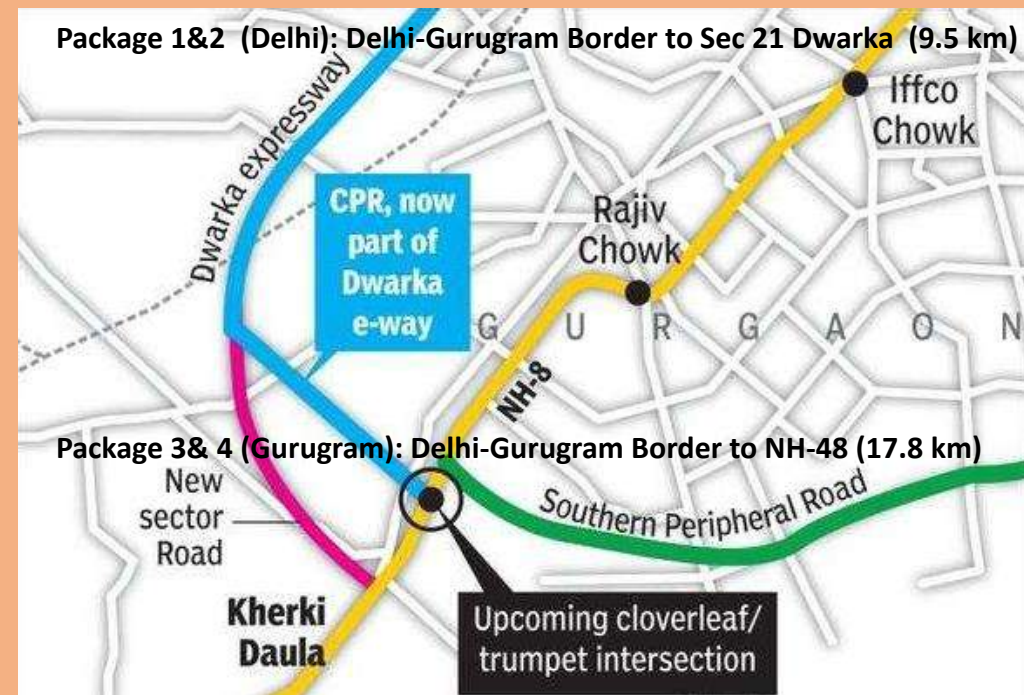 Package 1&2 (Delhi): Delhi-Gurugram Border to Sec 21 Dwarka (9.5 km)
Iffco
Chowk
Dwarka expressway
CPR, now
part of
Dwarka
e-way
Rajiv
Chowk
G U R G A O N
NH-8
Package 3& 4 (Gurugram): Delhi-Gurugram Border to NH-48 (17.8 km)
New
sector
Road
Southern Peripheral Road
Kherki
Daula
Upcoming cloverleaf/
trumpet intersection